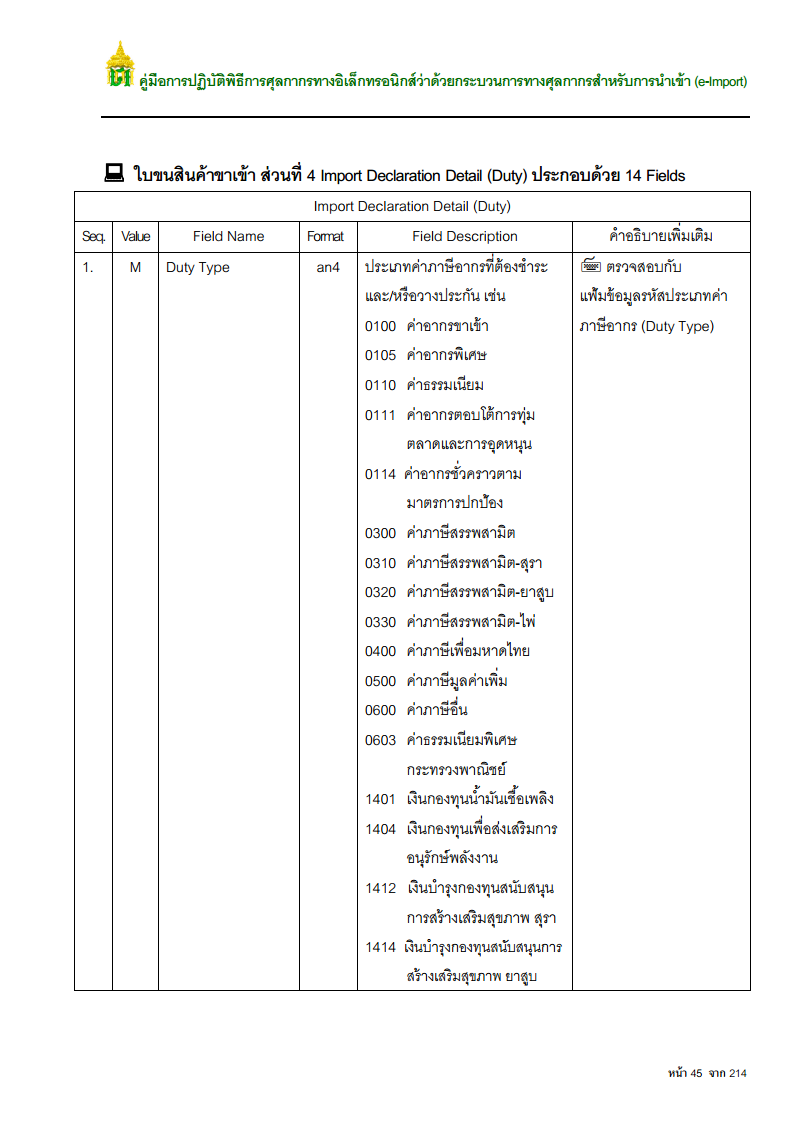 คู่มือการปฏิบัติพิธีการศุลกากรทางอิเล็กทรอนิกส์ว่าด้วยกระบวนการทางศุลกากรสำหรับการนำเข้า (e-Import)
ใบขนสินค้าขาเข้า ส่วนที่ 4 Import Declaration Detail (Duty) ประกอบด้วย 14 Fields
Import Declaration Detail (Duty)
Seq. Value Field Name Format Field Description คำอธิบายเพิ่มเติม
1. M Duty Type an4 ประเภทค่าภาษีอากรที่ต้องชำระ ตรวจสอบกับ
และ/หรือวางประกัน เช่น แฟ้มข้อมูลรหัสประเภทค่า
0100 ค่าอากรขาเข้า ภาษีอากร (Duty Type)
0105 ค่าอากรพิเศษ
0110 ค่าธรรมเนียม
0111 ค่าอากรตอบโต้การทุ่ม
ตลาดและการอุดหนุน
0114 ค่าอากรชั่วคราวตาม
มาตรการปกป้อง
0300 ค่าภาษีสรรพสามิต
0310 ค่าภาษีสรรพสามิต-สุรา
0320 ค่าภาษีสรรพสามิต-ยาสูบ
0330 ค่าภาษีสรรพสามิต-ไพ่
0400 ค่าภาษีเพื่อมหาดไทย
0500 ค่าภาษีมูลค่าเพิ่ม
0600 ค่าภาษีอื่น
0603 ค่าธรรมเนียมพิเศษ
กระทรวงพาณิชย์
1401 เงินกองทุนน้ำมันเชื้อเพลิง
1404 เงินกองทุนเพื่อส่งเสริมการ
อนุรักษ์พลังงาน
1412 เงินบำรุงกองทุนสนับสนุน
การสร้างเสริมสุขภาพ สุรา
1414 เงินบำรุงกองทุนสนับสนุนการ
สร้างเสริมสุขภาพ ยาสูบ
หน้า 45 จาก 214